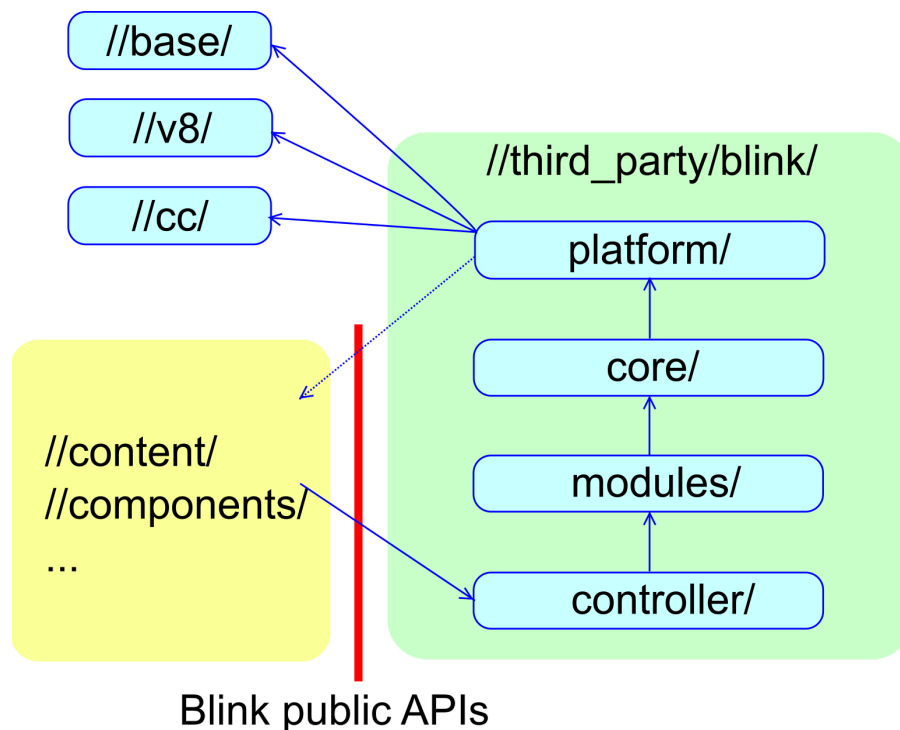 //base/
//v8/
//cc/
//third_party/blink/
platform/
core/
modules/
controller/
//content/
//components/
...
Blink public APIs